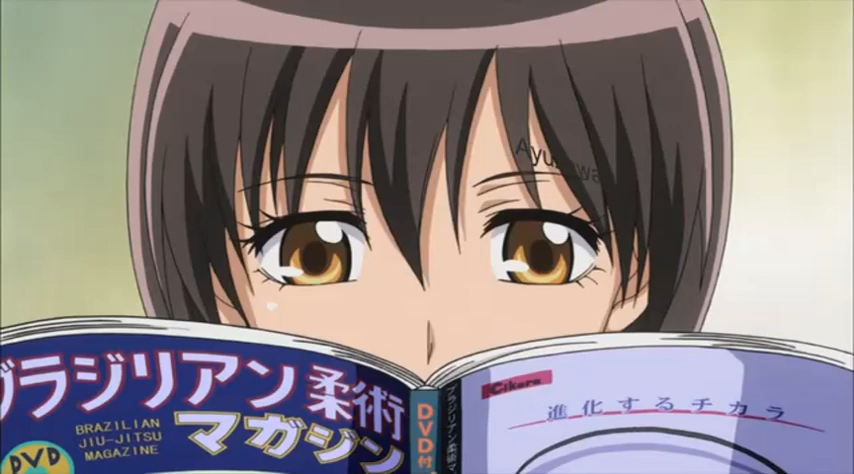 ブラジリアン柔術
マガジン
BRAZILIAN
JIU-JITSU
MAGAZINE
DVD
DVD付
ブラジリアン柔術マ
Cikara
進化するチカラ